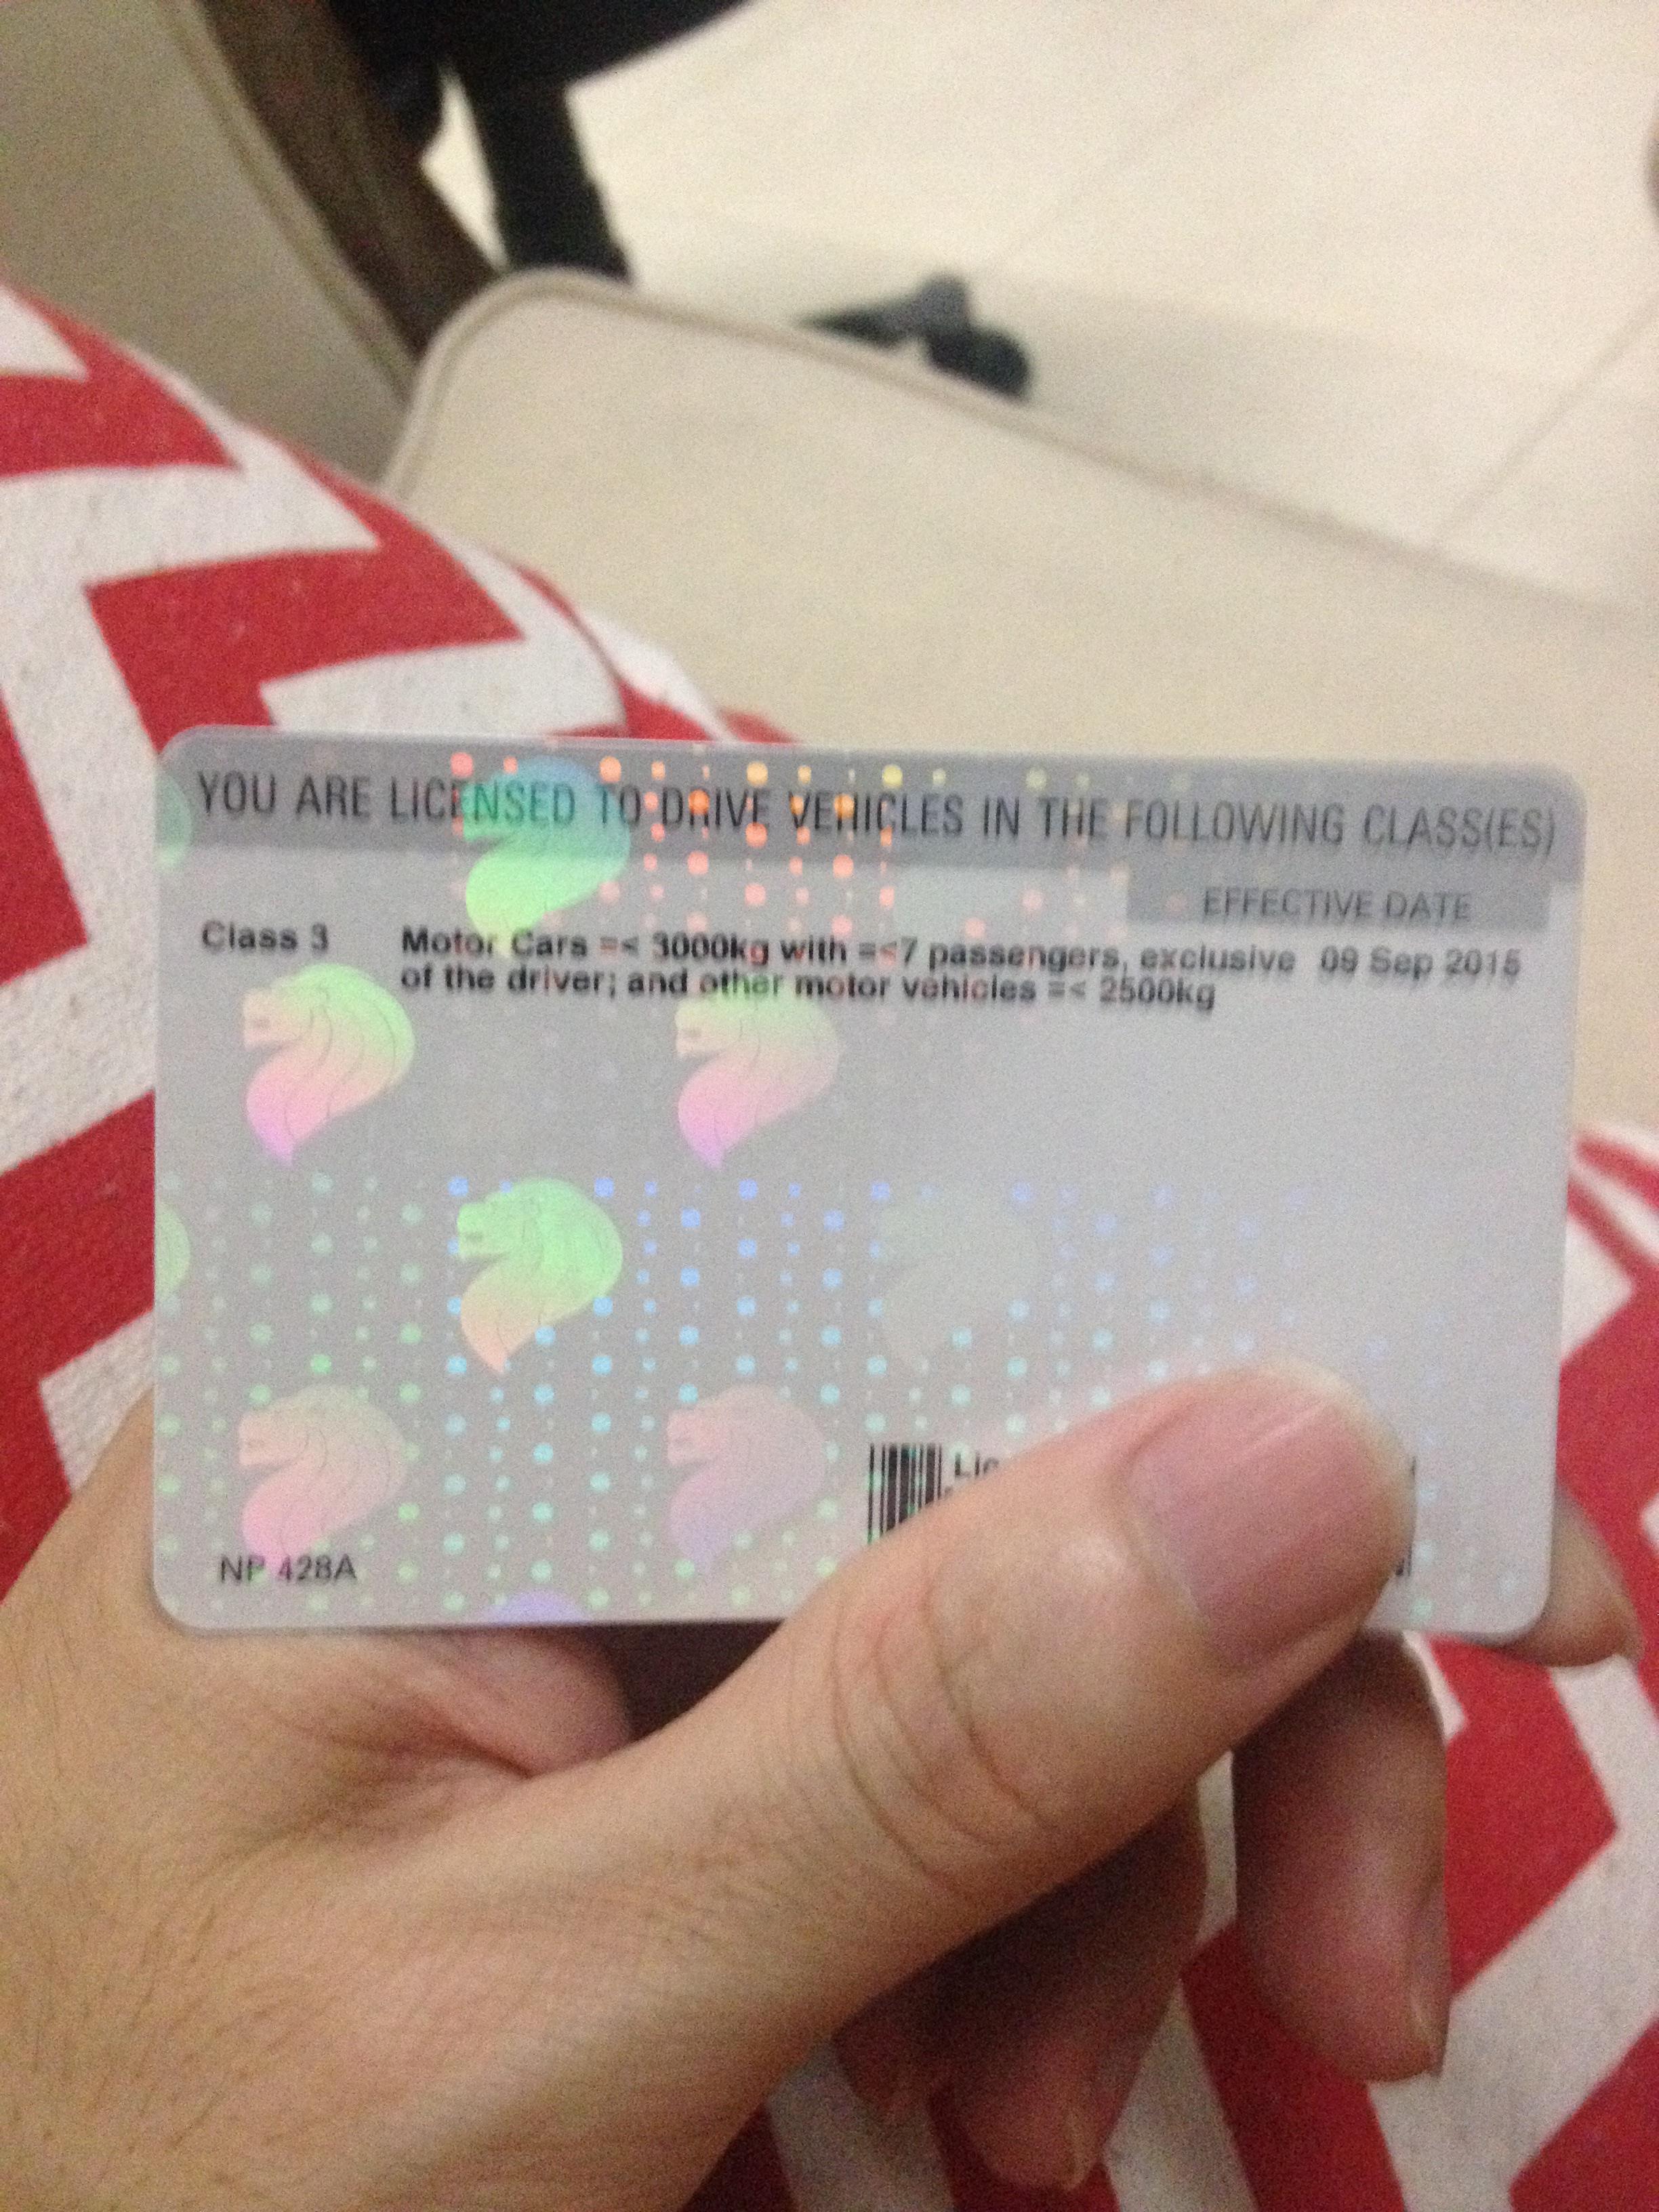 YOU ARE LICENSED TO DRIVE VEHICLES IN THE FOLLOWING CLASS(ES)
EFFECTIVE DATE
Class 3 Motor Cars =< 3000kg with =<7 passengers, exclusive 09 Sep 2015
of the driver; and other motor vehicles =< 2500kg
NP 428A